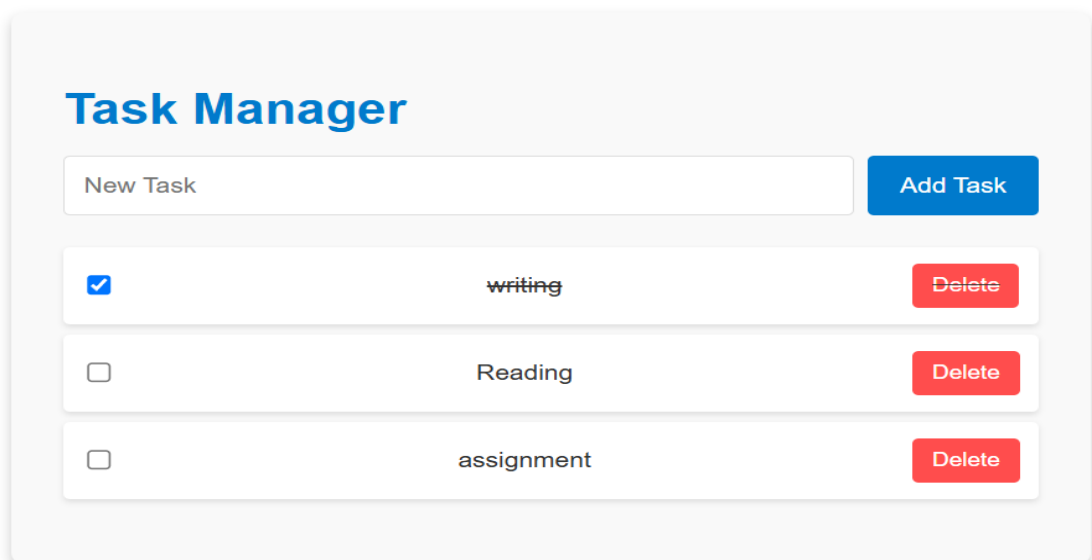 Task Manager
New Task Add Task
writing Delete
Reading Delete
assignment Delete